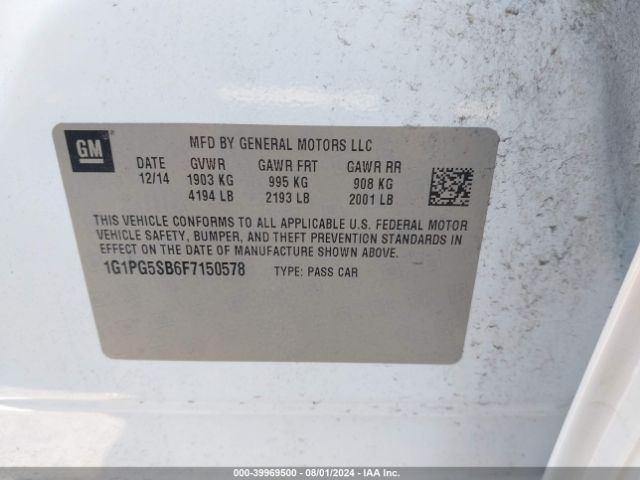 GM
MFD BY GENERAL MOTORS LLC
DATE GVWR GAWR FRT GAWR RR
12/14 1903 KG 995 KG 908 KG
4194 LB 2193 LB 2001 LB
THIS VEHICLE CONFORMS TO ALL APPLICABLE U.S. FEDERAL MOTOR
VEHICLE SAFETY, BUMPER, AND THEFT PREVENTION STANDARDS IN
EFFECT ON THE DATE OF MANUFACTURE SHOWN ABOVE.
1G1PG5SB6F7150578 TYPE: PASS CAR
000-39969500 - 08/01/2024 - IAA Inc.